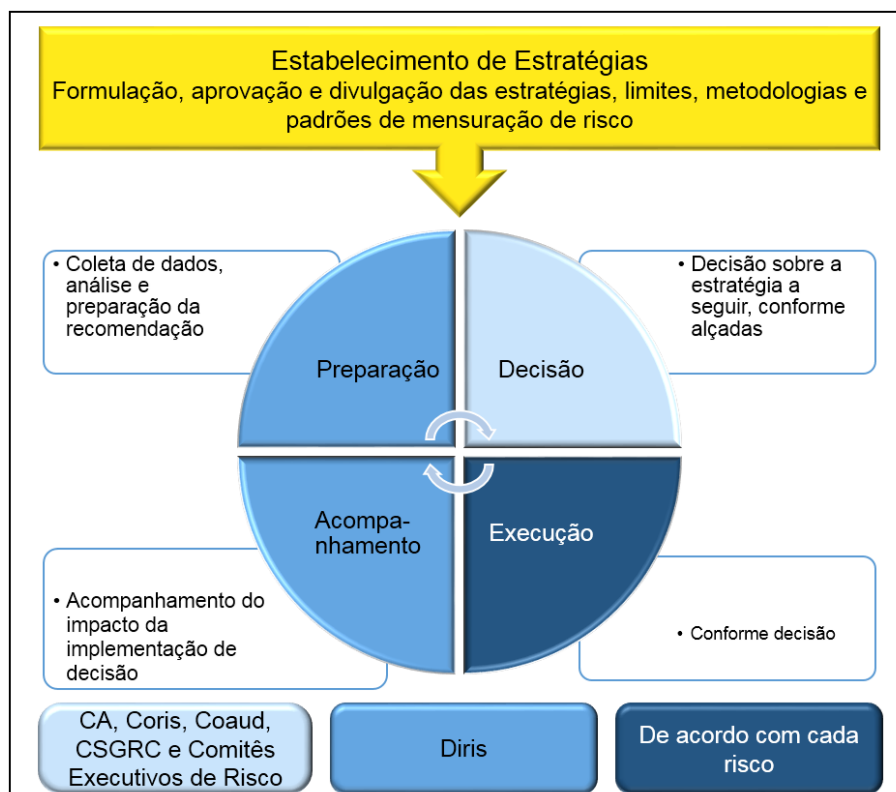 Estabelecimento de Estratégias
Formulação, aprovação e divulgação das estratégias, limites, metodologias e
padrões de mensuração de risco
• Coleta de dados,
análise e
preparação da
recomendação
• Decisão sobre a
estratégia a
seguir, conforme
alçadas
Preparação
Decisão
Acompa-
nhamento
Execução
• Acompanhamento do
impacto da
implementação de
decisão
• Conforme decisão
CA, Coris, Coaud,
CSGRC e Comitês
Executivos de Risco
Diris
De acordo com cada
risco